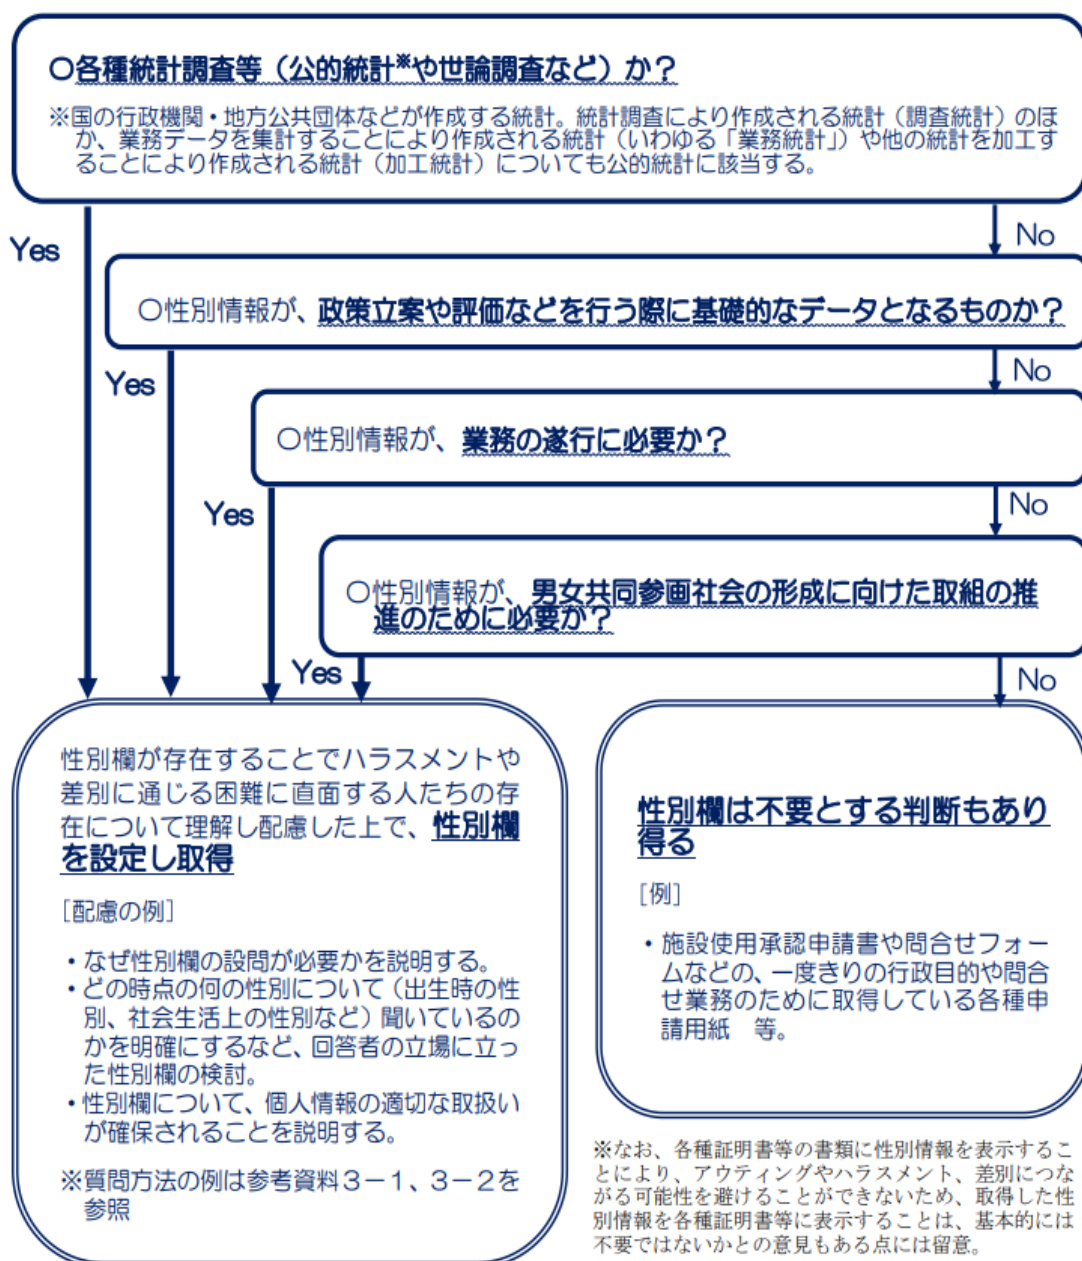 〇各種統計調査等（公的統計※や世論調査など）か？
※国の行政機関・地方公共団体などが作成する統計。統計調査により作成される統計（調査統計）のほ
か、業務データを集計することにより作成される統計（いわゆる「業務統計」）や他の統計を加工す
ることにより作成される統計（加工統計）についても公的統計に該当する。
Yes
No
〇性別情報が、政策立案や評価などを行う際に基礎的なデータとなるものか？
Yes
No
〇性別情報が、業務の遂行に必要か？
Yes
No
〇性別情報が、男女共同参画社会の形成に向けた取組の推
進のために必要か？
Yes
No
性別欄が存在することでハラスメントや
差別に通じる困難に直面する人たちの存
在について理解し配慮した上で、性別欄
を設定し取得
［配慮の例］
・なぜ性別欄の設問が必要かを説明する。
・どの時点の何の性別について（出生時の性
別、社会生活上の性別など）聞いているの
かを明確にするなど、回答者の立場に立っ
た性別欄の検討。
・性別欄について、個人情報の適切な取扱い
が確保されることを説明する。
※質問方法の例は参考資料３－１、３－２を
参照
性別欄は不要とする判断もあり
得る
［例］
・施設使用承認申請書や問合せフォー
ムなどの、一度きりの行政目的や問合
せ業務のために取得している各種申
請用紙　等。
※なお、各種証明書等の書類に性別情報を表示するこ
とにより、アウティングやハラスメント、差別につな
がる可能性を避けることができないため、取得した性
別情報を各種証明書等に表示することは、基本的には
不要ではないかとの意見もある点には留意。